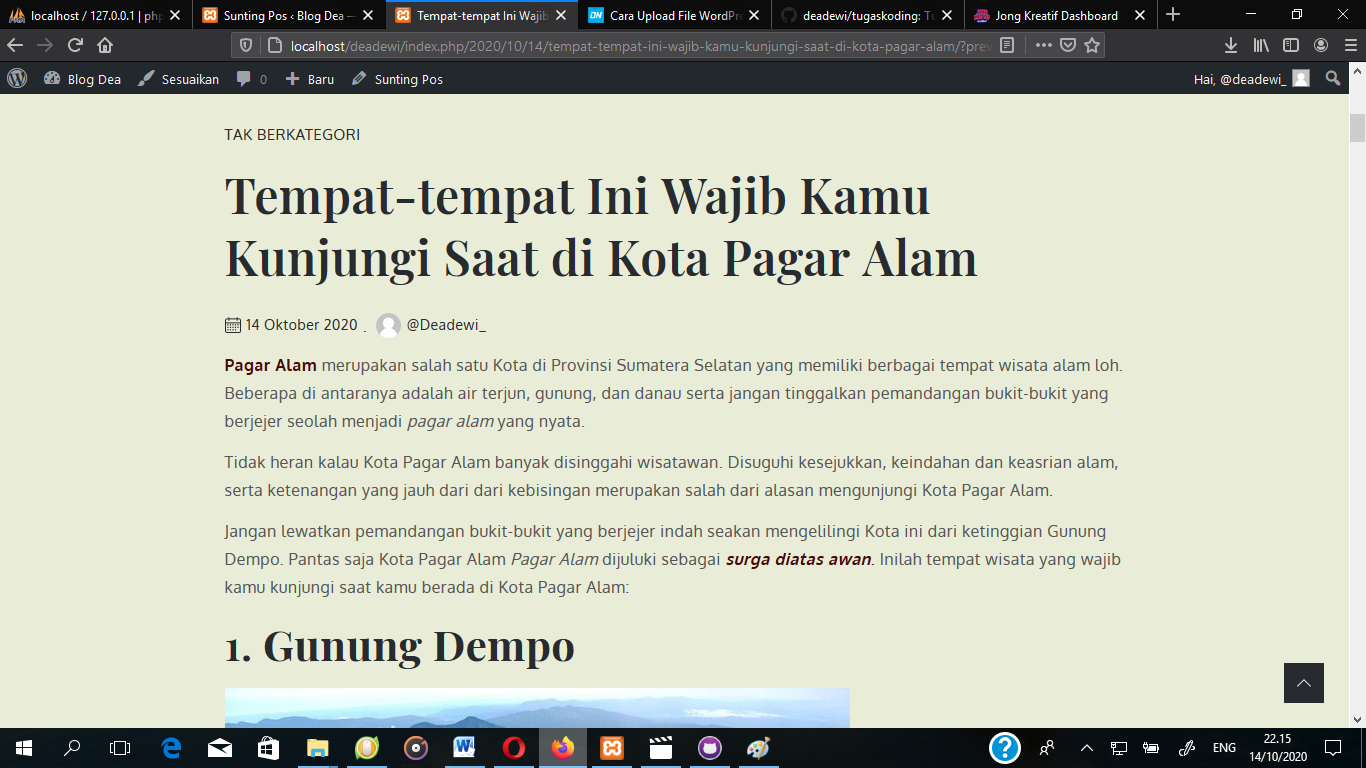 localhost / 127.0.0.1 | php
Sunting Pos ‹ Blog Dea —
Tempat-tempat Ini Wajib
Cara Upload File WordPre
deadewi/tugaskoding: Tu
Jong Kreatif Dashboard
localhost/deadewi/index.php/2020/10/14/tempat-tempat-ini-wajib-kamu-kunjungi-saat-di-kota-pagar-alam/?prev
Blog Dea
Sesuaikan
0
Baru
Sunting Pos
Hai, @deadewi_
TAK BERKATEGORI
Tempat-tempat Ini Wajib Kamu
Kunjungi Saat di Kota Pagar Alam
14 Oktober 2020 . @Deadewi_
Pagar Alam merupakan salah satu Kota di Provinsi Sumatera Selatan yang memiliki berbagai tempat wisata alam loh.
Beberapa di antaranya adalah air terjun, gunung, dan danau serta jangan tinggalkan pemandangan bukit-bukit yang
berjejer seolah menjadi pagar alam yang nyata.
Tidak heran kalau Kota Pagar Alam banyak disinggahi wisatawan. Disuguhi kesejukkan, keindahan dan keasrian alam,
serta ketenangan yang jauh dari dari kebisingan merupakan salah dari alasan mengunjungi Kota Pagar Alam.
Jangan lewatkan pemandangan bukit-bukit yang berjejer indah seakan mengelilingi Kota ini dari ketinggian Gunung
Dempo. Pantas saja Kota Pagar Alam Pagar Alam dijuluki sebagai surga diatas awan. Inilah tempat wisata yang wajib
kamu kunjungi saat kamu berada di Kota Pagar Alam:
1. Gunung Dempo
ENG
22.15
14/10/2020